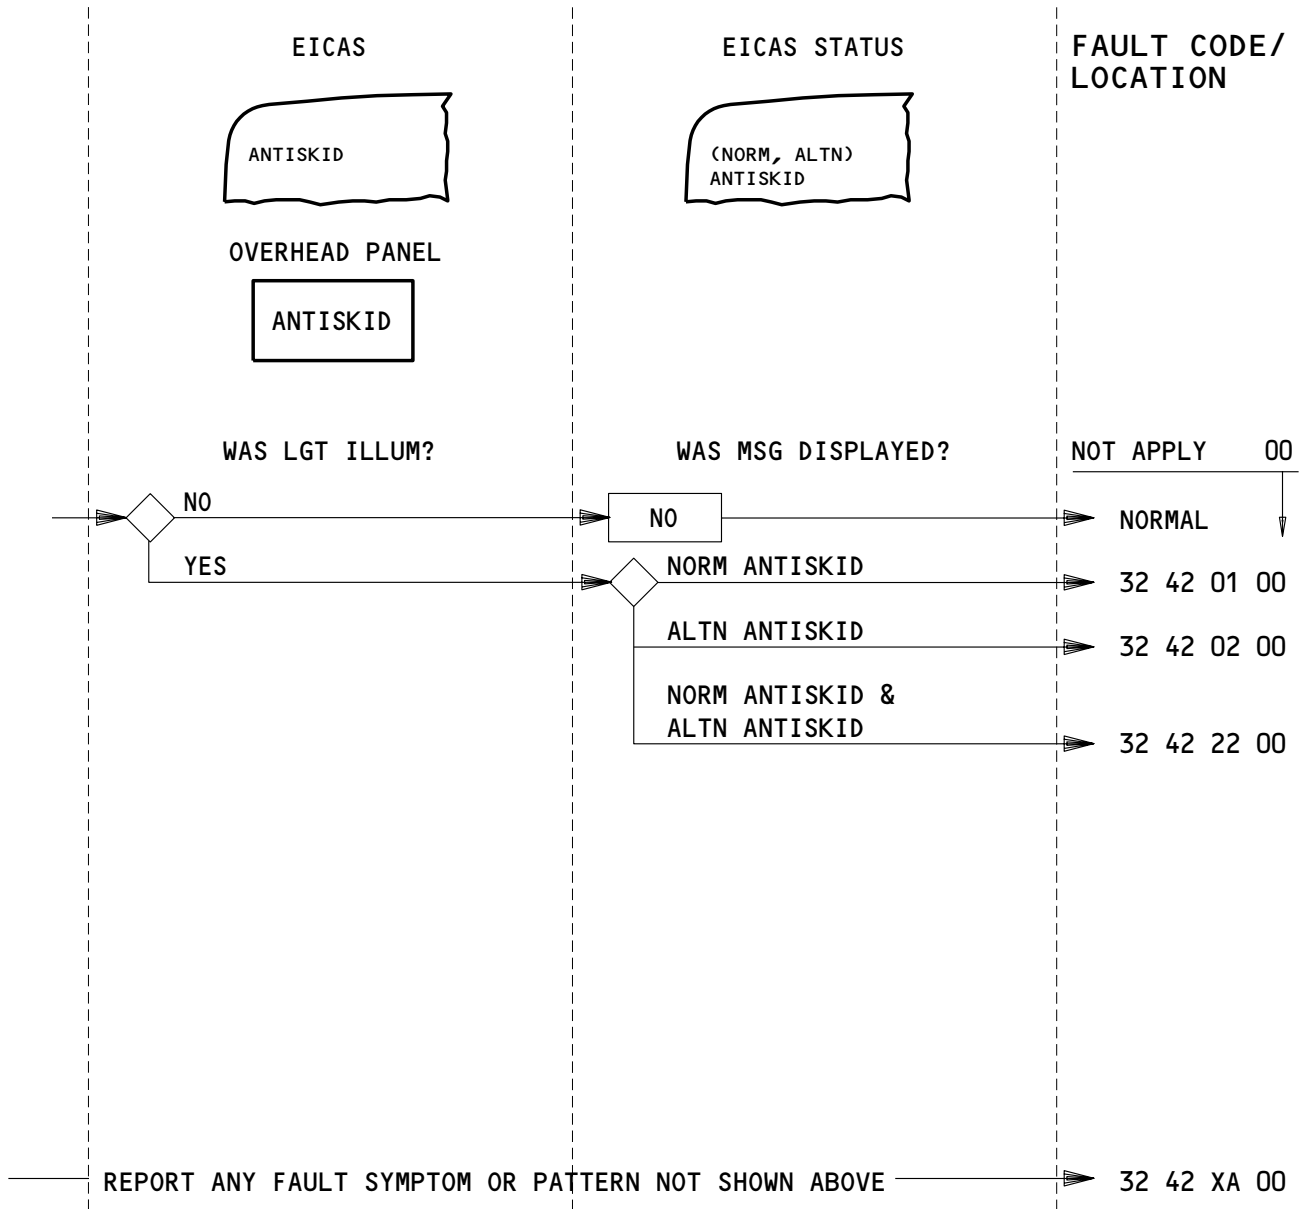 EICAS
EICAS STATUS
FAULT CODE/
LOCATION
ANTISKID
(NORM, ALTN)
ANTISKID
OVERHEAD PANEL
ANTISKID
WAS LGT ILLUM?
WAS MSG DISPLAYED?
NOT APPLY 00
NO
NO
NORMAL
YES
NORM ANTISKID
32 42 01 00
ALTN ANTISKID
32 42 02 00
NORM ANTISKID &
ALTN ANTISKID
32 42 22 00
REPORT ANY FAULT SYMPTOM OR PATTERN NOT SHOWN ABOVE
32 42 XA 00